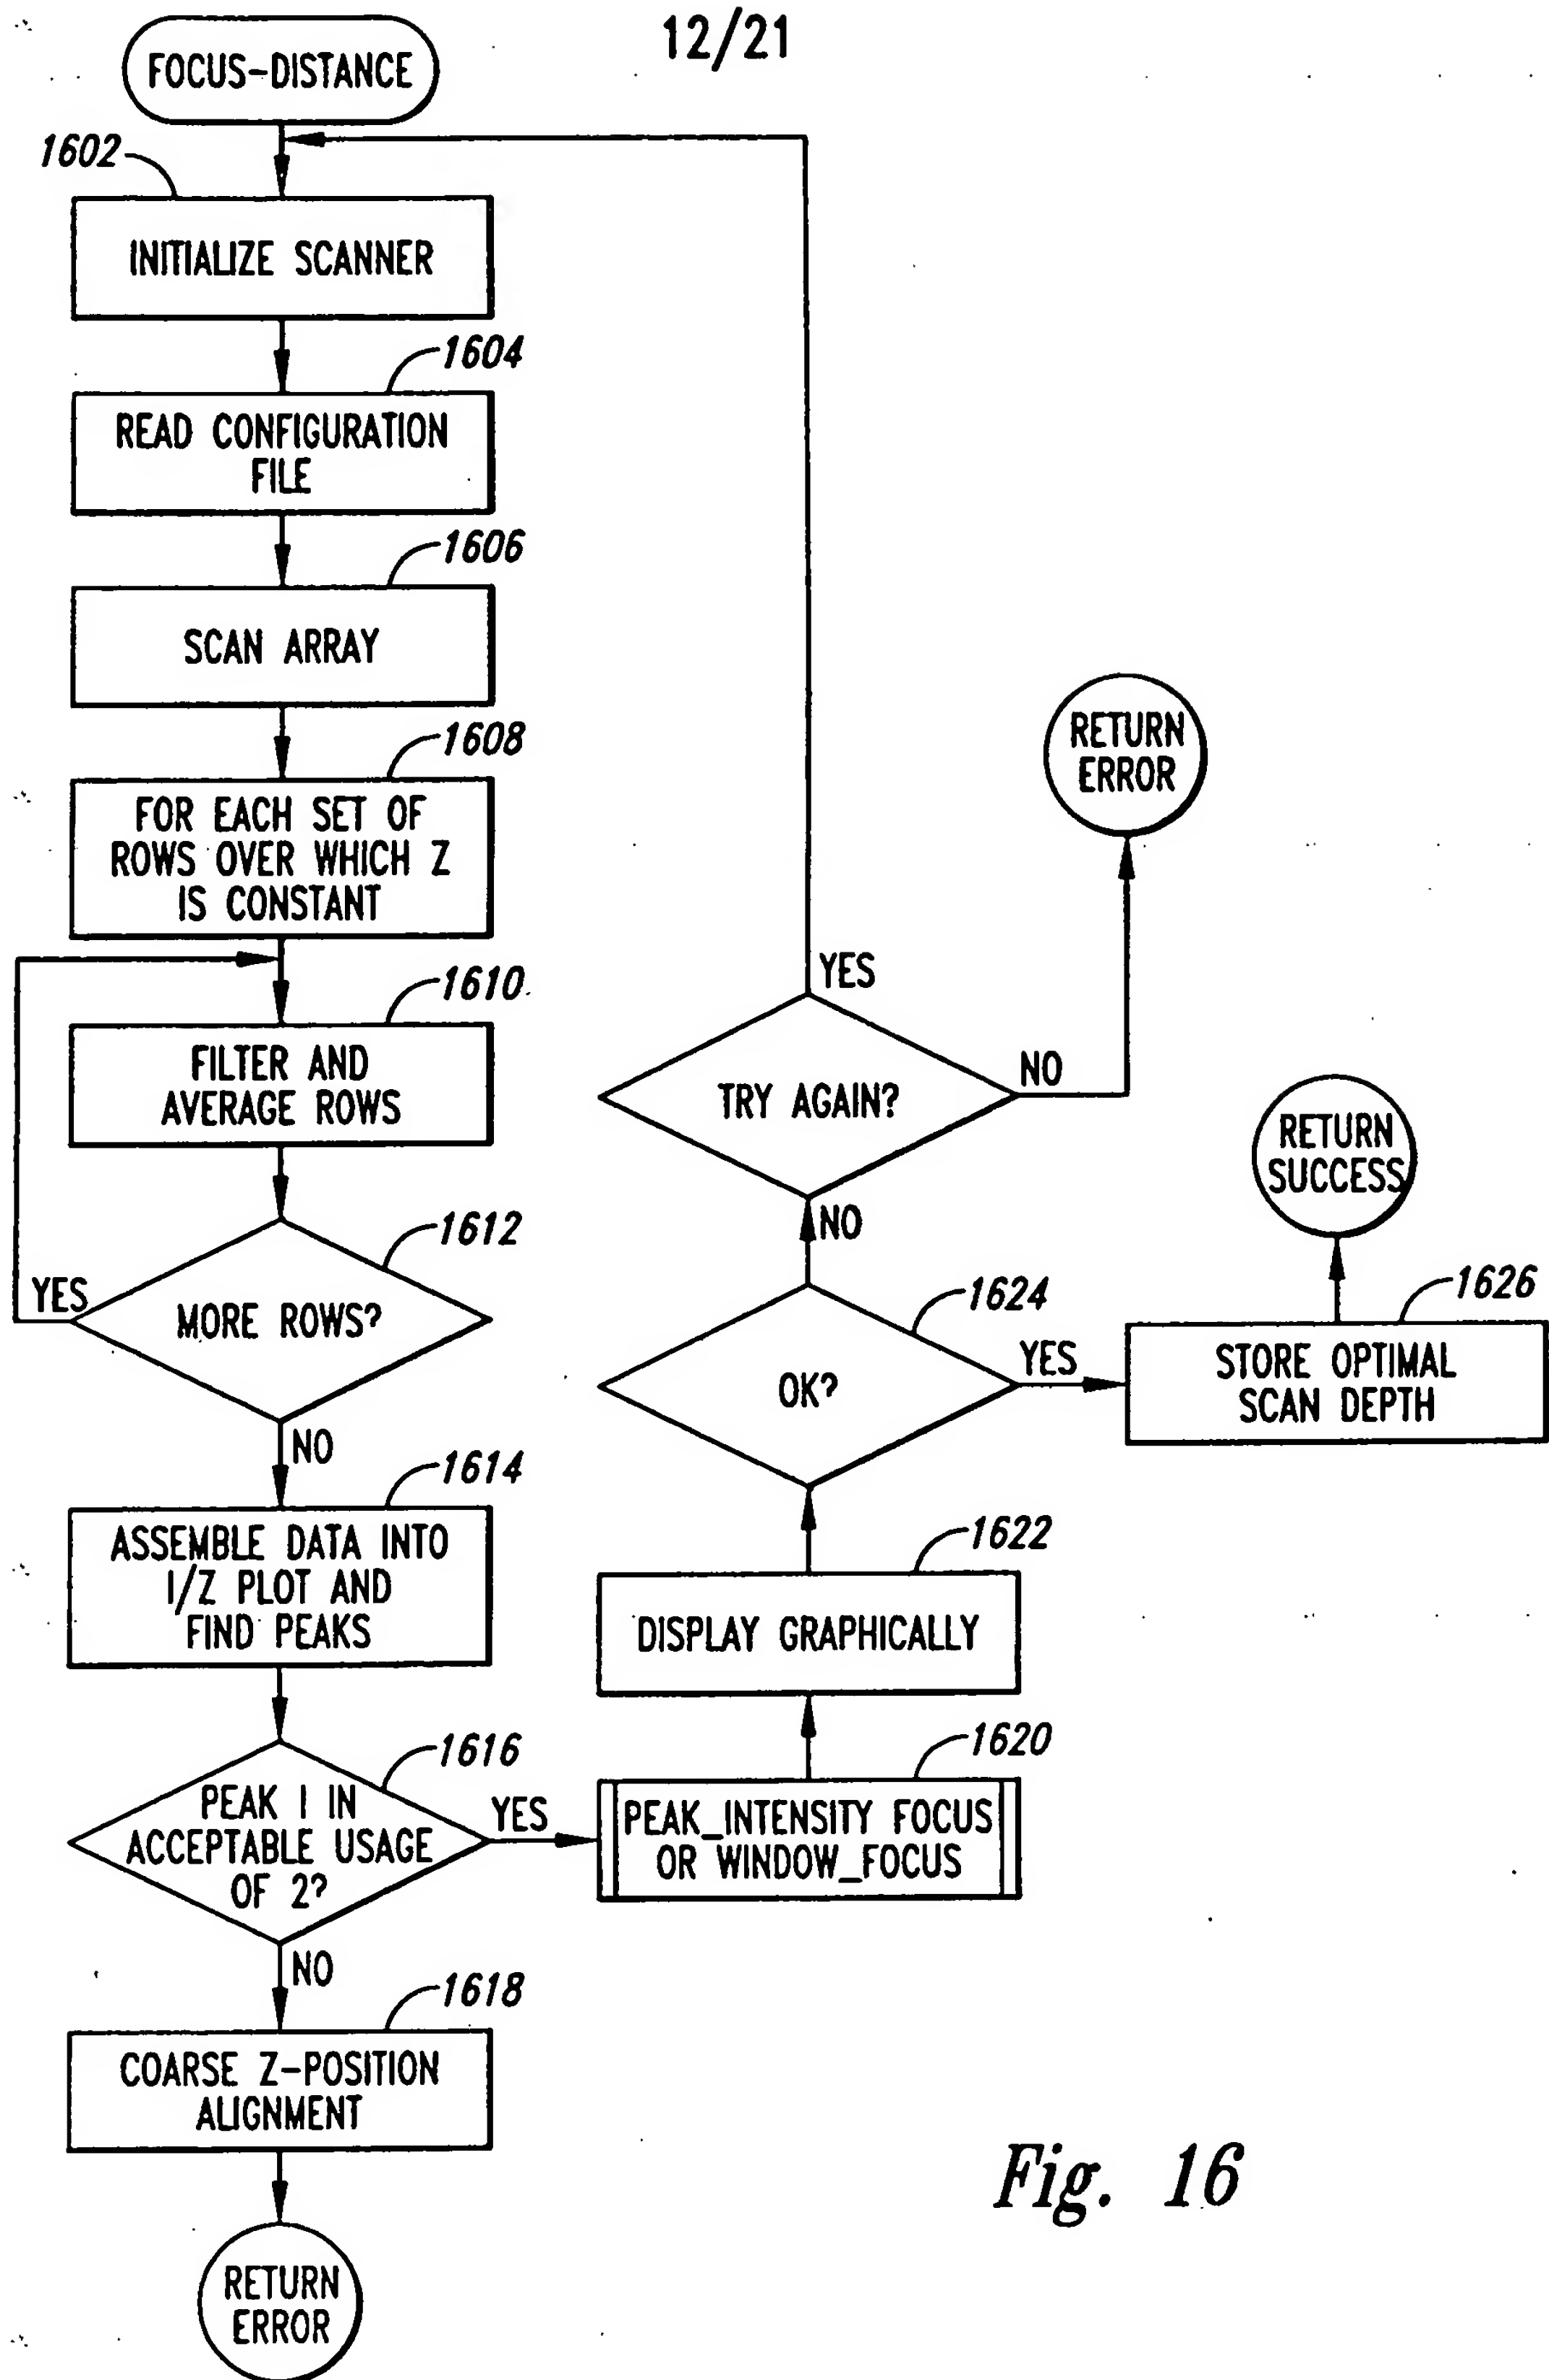 12/21
FOCUS-DISTANCE
1602
INITIALIZE SCANNER
1604
READ CONFIGURATION
FILE
1606
SCAN ARRAY
1608
FOR EACH SET OF
ROWS OVER WHICH Z
IS CONSTANT
1610
FILTER AND
AVERAGE ROWS
1612
MORE ROWS?
YES
NO
1614
ASSEMBLE DATA INTO
I/Z PLOT AND
FIND PEAKS
1616
PEAK I IN
ACCEPTABLE USAGE
OF 2?
YES
NO
1618
COARSE Z-POSITION
ALIGNMENT
RETURN
ERROR
1620
PEAK_INTENSITY FOCUS
OR WINDOW_FOCUS
1622
DISPLAY GRAPHICALLY
1624
OK?
YES
NO
1626
STORE OPTIMAL
SCAN DEPTH
RETURN
SUCCESS
TRY AGAIN?
YES
NO
RETURN
ERROR
Fig. 16